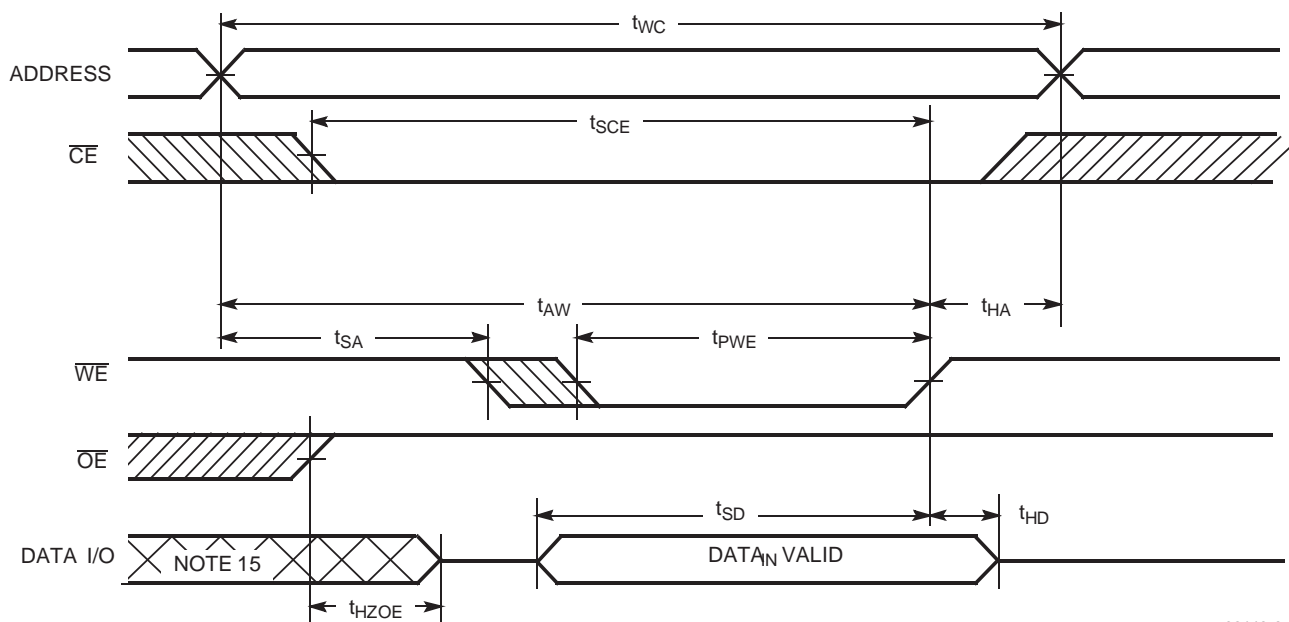 tWC
ADDRESS
tSCE
CE
tAW
tHA
tSA
tPWE
WE
OE
tSD
tHD
DATA I/O
NOTE 15
DATAIN VALID
tHZOE